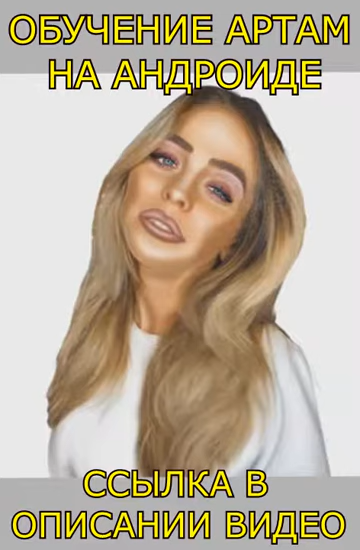 ОБУЧЕНИЕ АРТАМ
НА АНДРОИДЕ
ССЫЛКА В
ОПИСАНИИ ВИДЕО